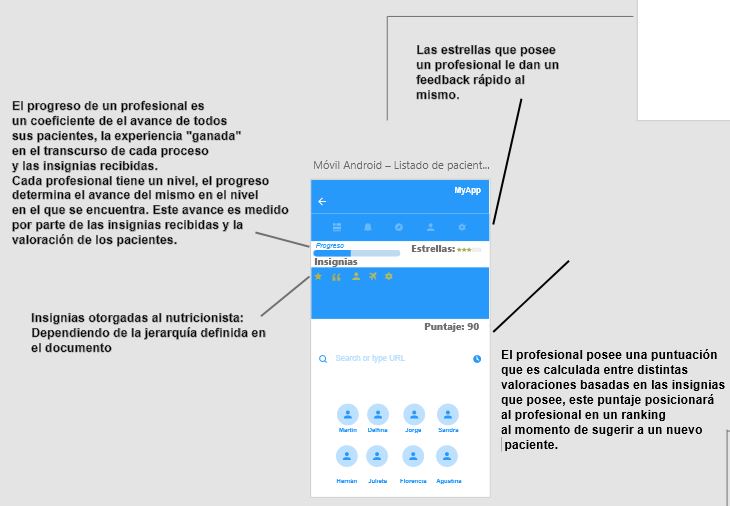 Las estrellas que posee
un profesional le dan un
feedback rápido al
mismo.
El progreso de un profesional es
un coeficiente de el avance de todos
sus pacientes, la experiencia "ganada"
en el transcurso de cada proceso
y las insignias recibidas.
Cada profesional tiene un nivel, el progreso
determina el avance del mismo en el nivel
en el que se encuentra. Este avance es medido
por parte de las insignias recibidas y la
valoración de los pacientes.
Insignias otorgadas al nutricionista:
Dependiendo de la jerarquía definida en
el documento
Móvil Android – Listado de pacient...
MyApp
Progreso
Estrellas:
Insignias
Puntaje: 90
Search or type URL
Martin Delfina Jorge Sandra
Hernán Julieta Florencia Agustina
El profesional posee una puntuación
que es calculada entre distintas
valoraciones basadas en las insignias
que posee, este puntaje posicionará
al profesional en un ranking
al momento de sugerir a un nuevo
paciente.